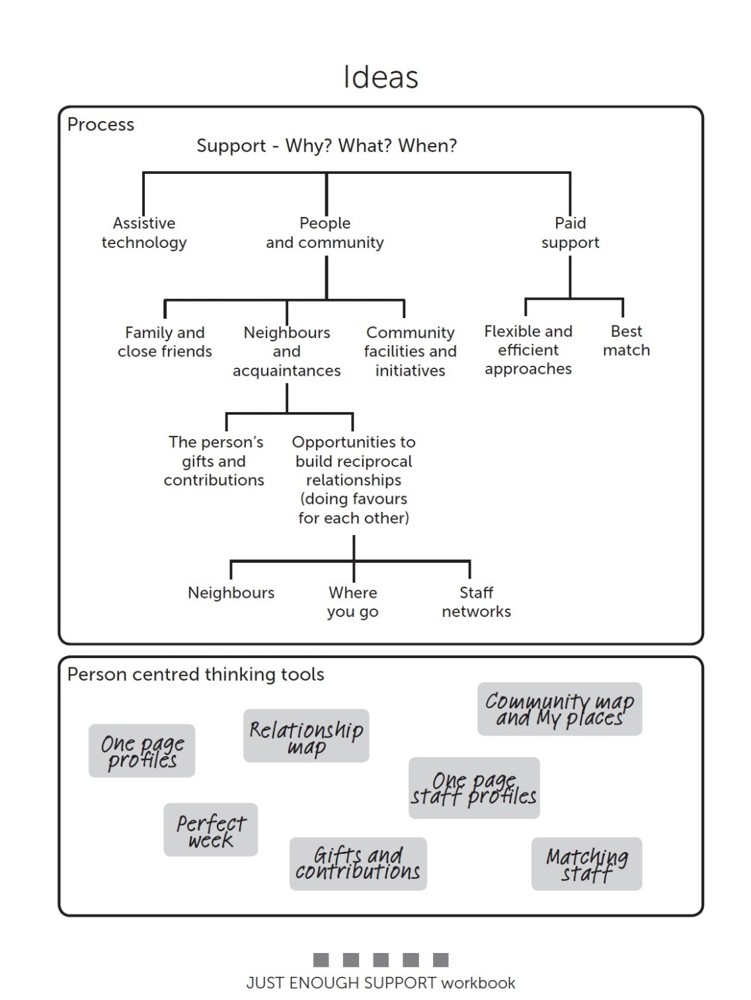 Ideas
Process
Support - Why? What? When?
Assistive
technology
People
and community
Paid
support
Family and
close friends
Neighbours
and
acquaintances
Community
facilities and
initiatives
Flexible and
efficient
approaches
Best
match
The person’s
gifts and
contributions
Opportunities to
build reciprocal
relationships
(doing favours
for each other)
Neighbours
Where
you go
Staff
networks
Person centred thinking tools
One page
profiles
Relationship
map
Community map
and My places
One page
staff profiles
Perfect
week
Gifts and
contributions
Matching
staff
JUST ENOUGH SUPPORT workbook